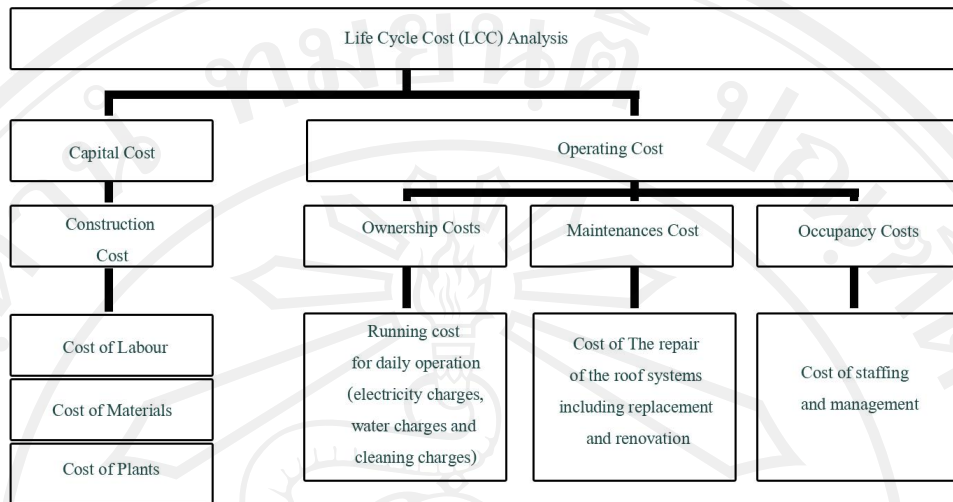 Life Cycle Cost (LCC) Analysis
Capital Cost
Operating Cost
Construction
Cost
Ownership Costs
Maintenances Cost
Occupancy Costs
Cost of Labour
Cost of Materials
Cost of Plants
Running cost
for daily operation
(electricity charges,
water charges and
cleaning charges)
Cost of The repair
of the roof systems
including replacement
and renovation
Cost of staffing
and management